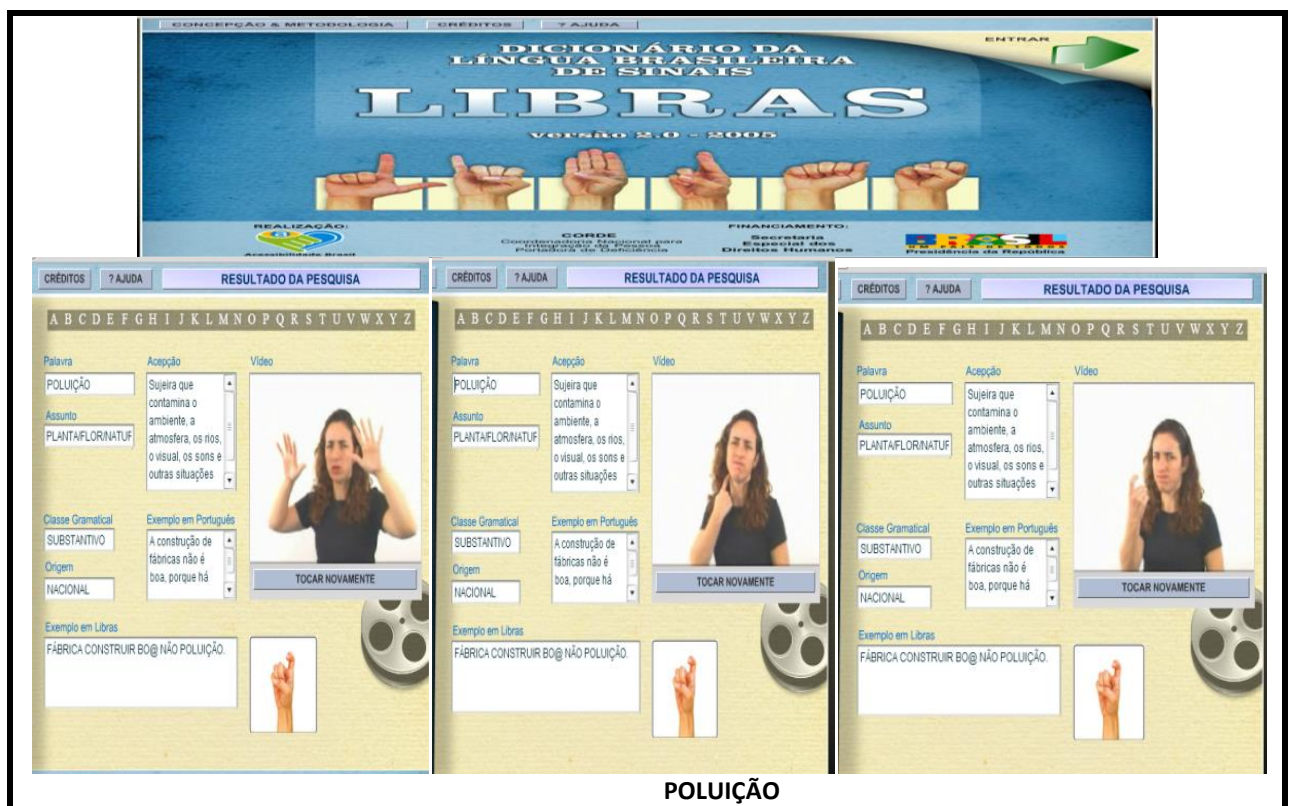 CONCEPÇÃO & METODOLOGIA CRÉDITOS ? AJUDA
ENTRAR
DICIONÁRIO DA
LÍNGUA BRASILEIRA
DE SINAIS
LIBRAS
versão 2.0 - 2005
REALIZAÇÃO:
Acessibilidade Brasil
CORDE
Coordenadoria Nacional para
Integração da Pessoa
Portadora de Deficiência
FINANCIAMENTO:
Secretaria
Especial dos
Direitos Humanos
BRASIL
UM PAÍS DE TODOS
Presidência da República
CRÉDITOS ? AJUDA RESULTADO DA PESQUISA
A B C D E F G H I J K L M N O P Q R S T U V W X Y Z
Palavra
POLUIÇÃO
Assunto
PLANTA/FLOR/NATUF
Acepção
Sujeira que
contamina o
ambiente, a
atmosfera, os rios,
o visual, os sons e
outras situações
Vídeo
Classe Gramatical
SUBSTANTIVO
Origem
NACIONAL
Exemplo em Português
A construção de
fábricas não é
boa, porque há
TOCAR NOVAMENTE
Exemplo em Libras
FÁBRICA CONSTRUIR BO@ NÃO POLUIÇÃO.
CRÉDITOS ? AJUDA RESULTADO DA PESQUISA
A B C D E F G H I J K L M N O P Q R S T U V W X Y Z
Palavra
POLUIÇÃO
Assunto
PLANTA/FLOR/NATUF
Acepção
Sujeira que
contamina o
ambiente, a
atmosfera, os rios,
o visual, os sons e
outras situações
Vídeo
Classe Gramatical
SUBSTANTIVO
Origem
NACIONAL
Exemplo em Português
A construção de
fábricas não é
boa, porque há
TOCAR NOVAMENTE
Exemplo em Libras
FÁBRICA CONSTRUIR BO@ NÃO POLUIÇÃO.
CRÉDITOS ? AJUDA RESULTADO DA PESQUISA
A B C D E F G H I J K L M N O P Q R S T U V W X Y Z
Palavra
POLUIÇÃO
Assunto
PLANTA/FLOR/NATUF
Acepção
Sujeira que
contamina o
ambiente, a
atmosfera, os rios,
o visual, os sons e
outras situações
Vídeo
Classe Gramatical
SUBSTANTIVO
Origem
NACIONAL
Exemplo em Português
A construção de
fábricas não é
boa, porque há
TOCAR NOVAMENTE
Exemplo em Libras
FÁBRICA CONSTRUIR BO@ NÃO POLUIÇÃO.
POLUIÇÃO